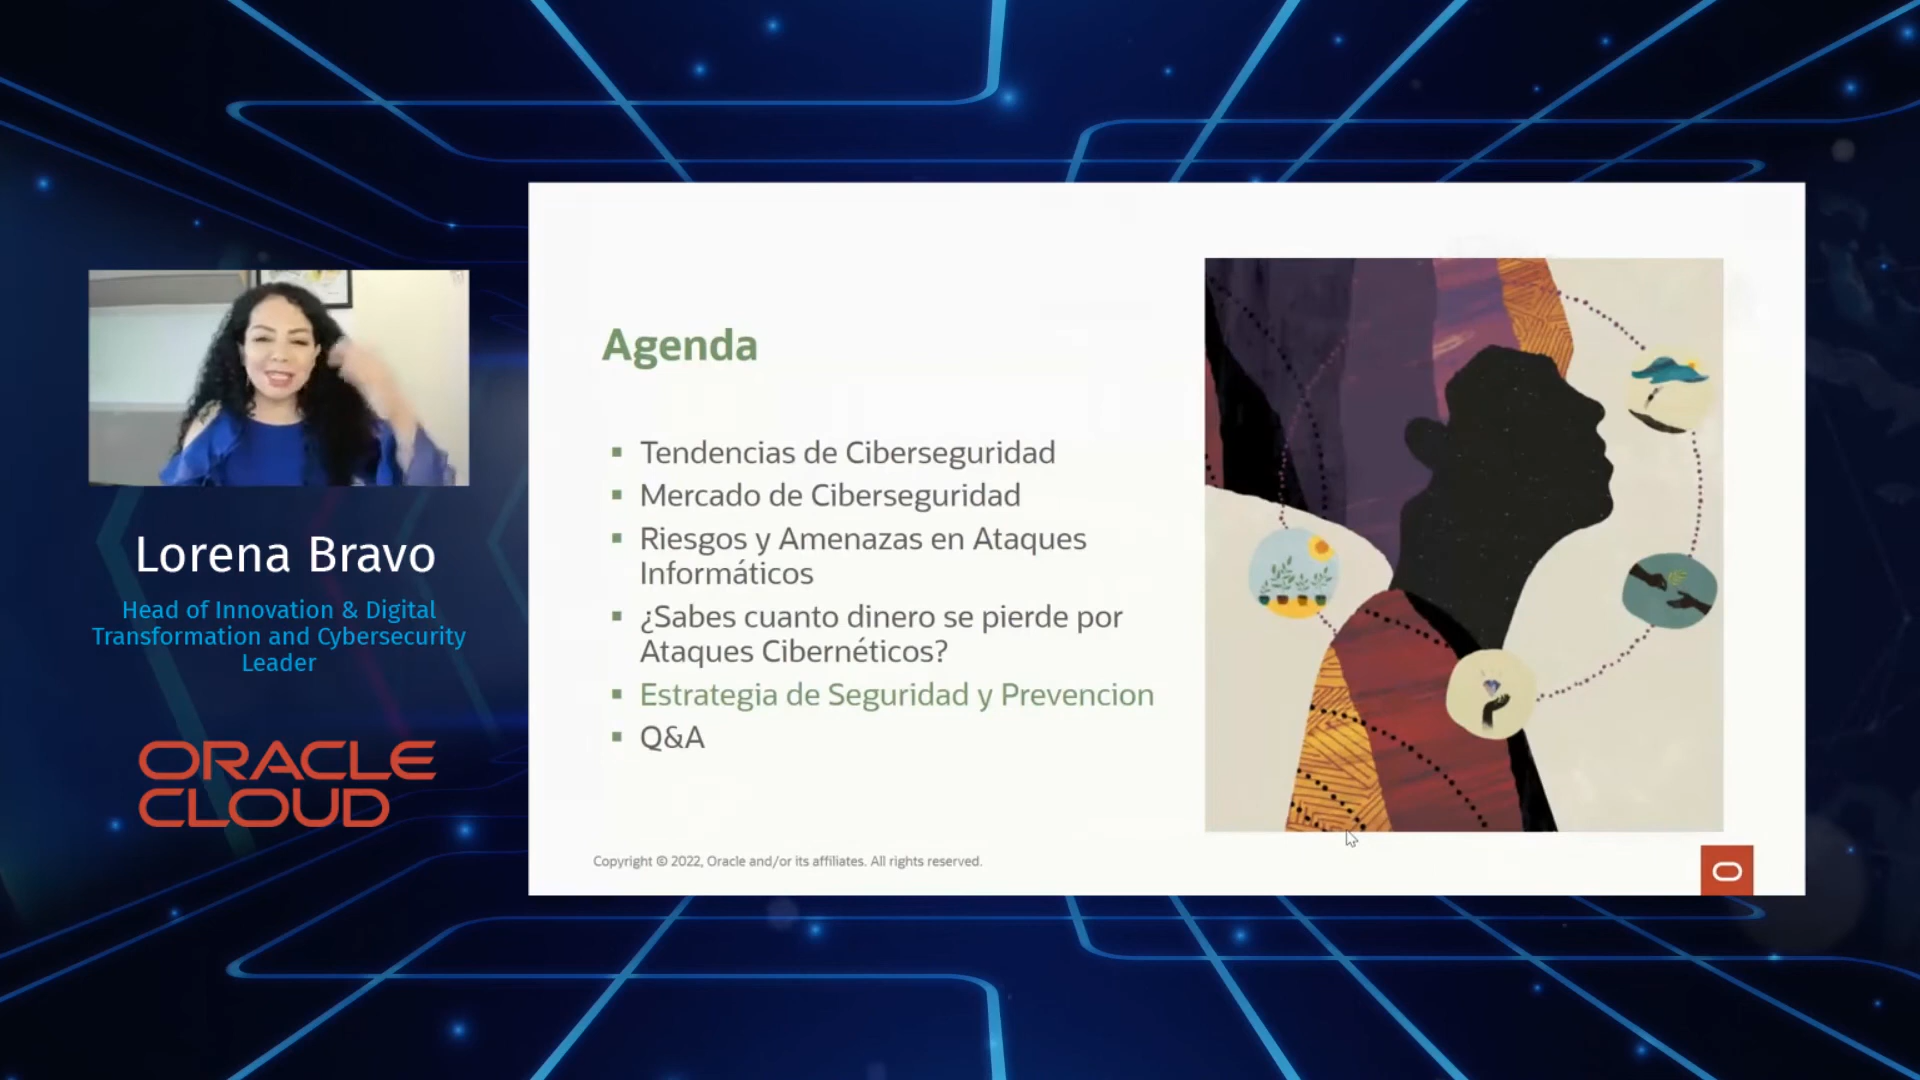 Lorena Bravo
Head of Innovation & Digital
Transformation and Cybersecurity
Leader
ORACLE
CLOUD
Agenda
▪ Tendencias de Ciberseguridad
▪ Mercado de Ciberseguridad
▪ Riesgos y Amenazas en Ataques
Informáticos
▪ ¿Sabes cuanto dinero se pierde por
Ataques Cibernéticos?
▪ Estrategia de Seguridad y Prevencion
▪ Q&A
Copyright © 2022, Oracle and/or its affiliates. All rights reserved.